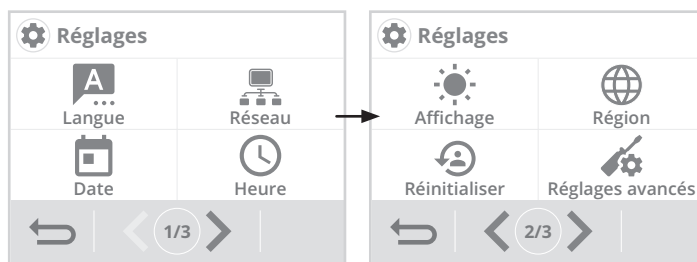 Réglages
A
Langue
Réseau
Date
Heure
1/3
Réglages
Affichage
Région
Réinitialiser
Réglages avancés
2/3